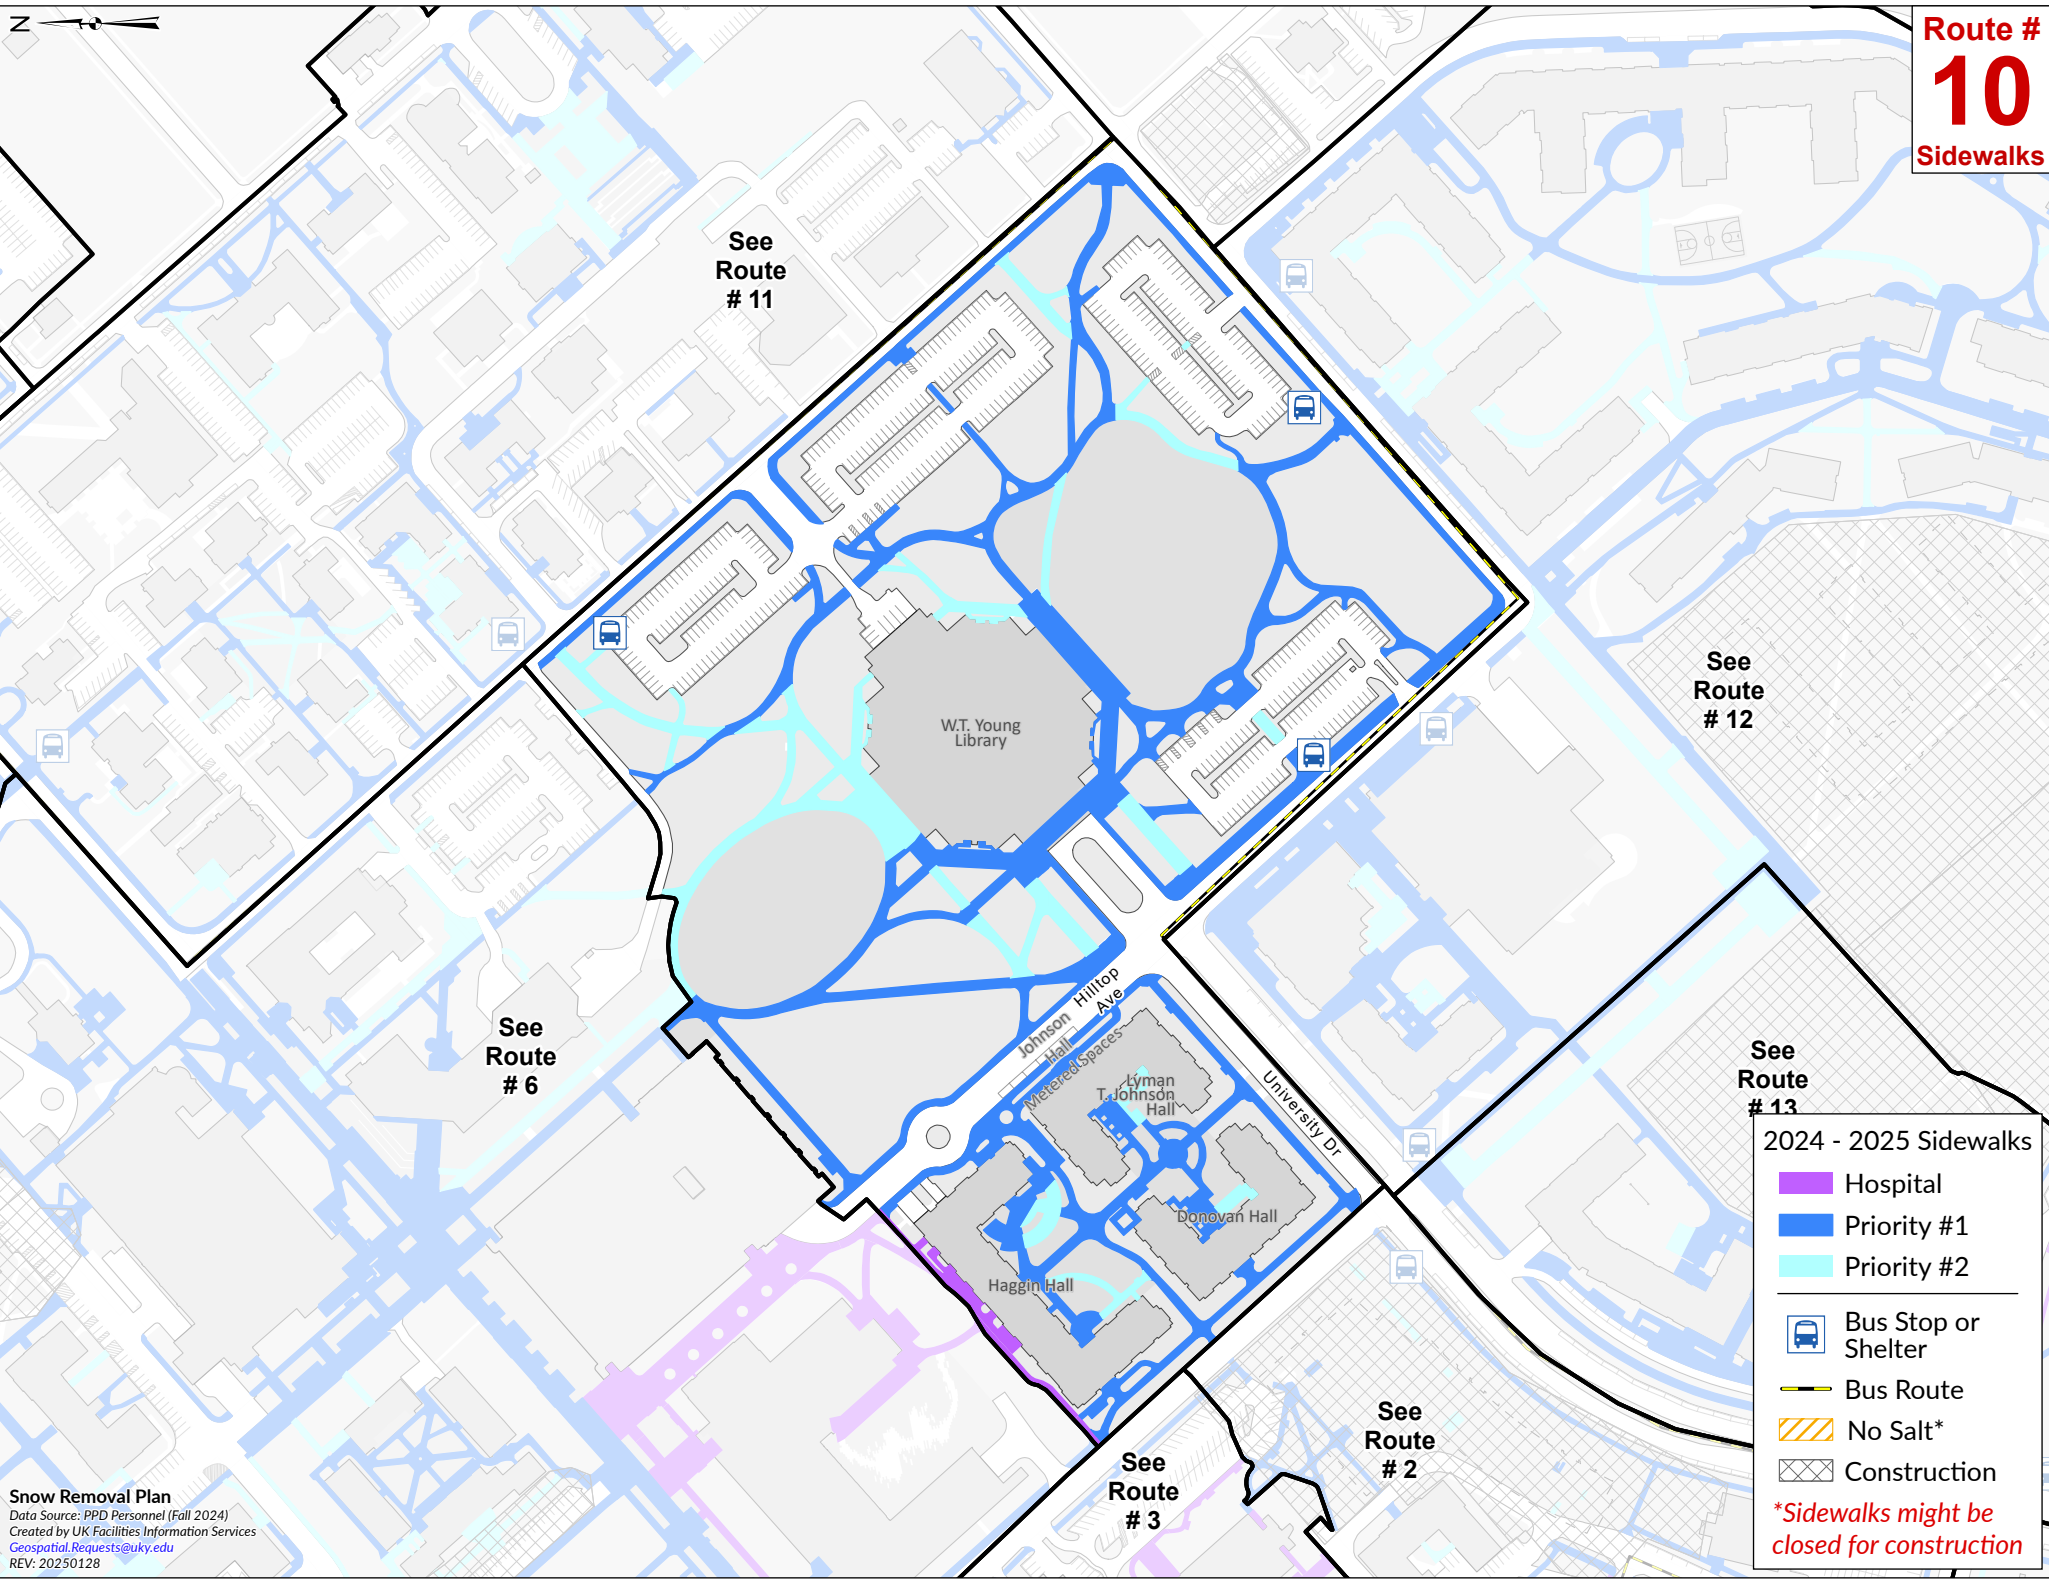 N
Route #
10
Sidewalks
See
Route
# 11
W.T. Young
Library
See
Route
# 12
See
Route
# 6
Hilltop
Ave
Johnson
Hall
Metered Spaces
Lyman
T. Johnson
Hall
University Dr
Donovan Hall
Haggin Hall
See
Route
# 13
See
Route
# 2
See
Route
# 3
2024 - 2025 Sidewalks
Hospital
Priority #1
Priority #2
Bus Stop or
Shelter
Bus Route
No Salt*
Construction
*Sidewalks might be
closed for construction
Snow Removal Plan
Data Source: PPD Personnel (Fall 2024)
Created by UK Facilities Information Services
Geospatial.Requests@uky.edu
REV: 20250128